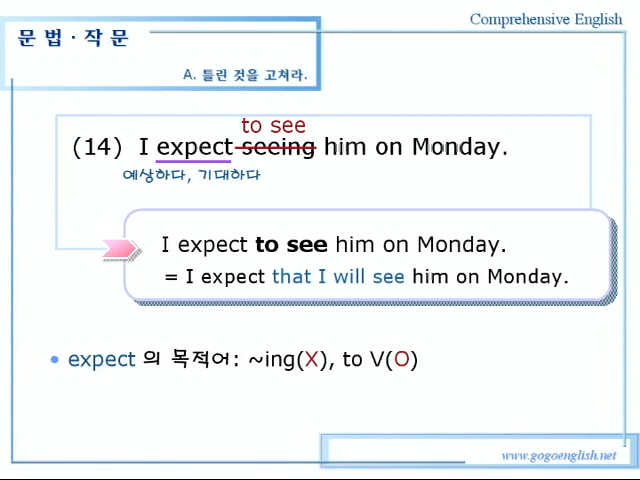 Comprehensive English
문 법 · 작 문
A. 틀린 것을 고쳐라.
to see
(14) I expect seeing him on Monday.
예상하다, 기대하다
I expect to see him on Monday.
= I expect that I will see him on Monday.
• expect 의 목적어: ~ing(X), to V(O)
www.gogoenglish.net